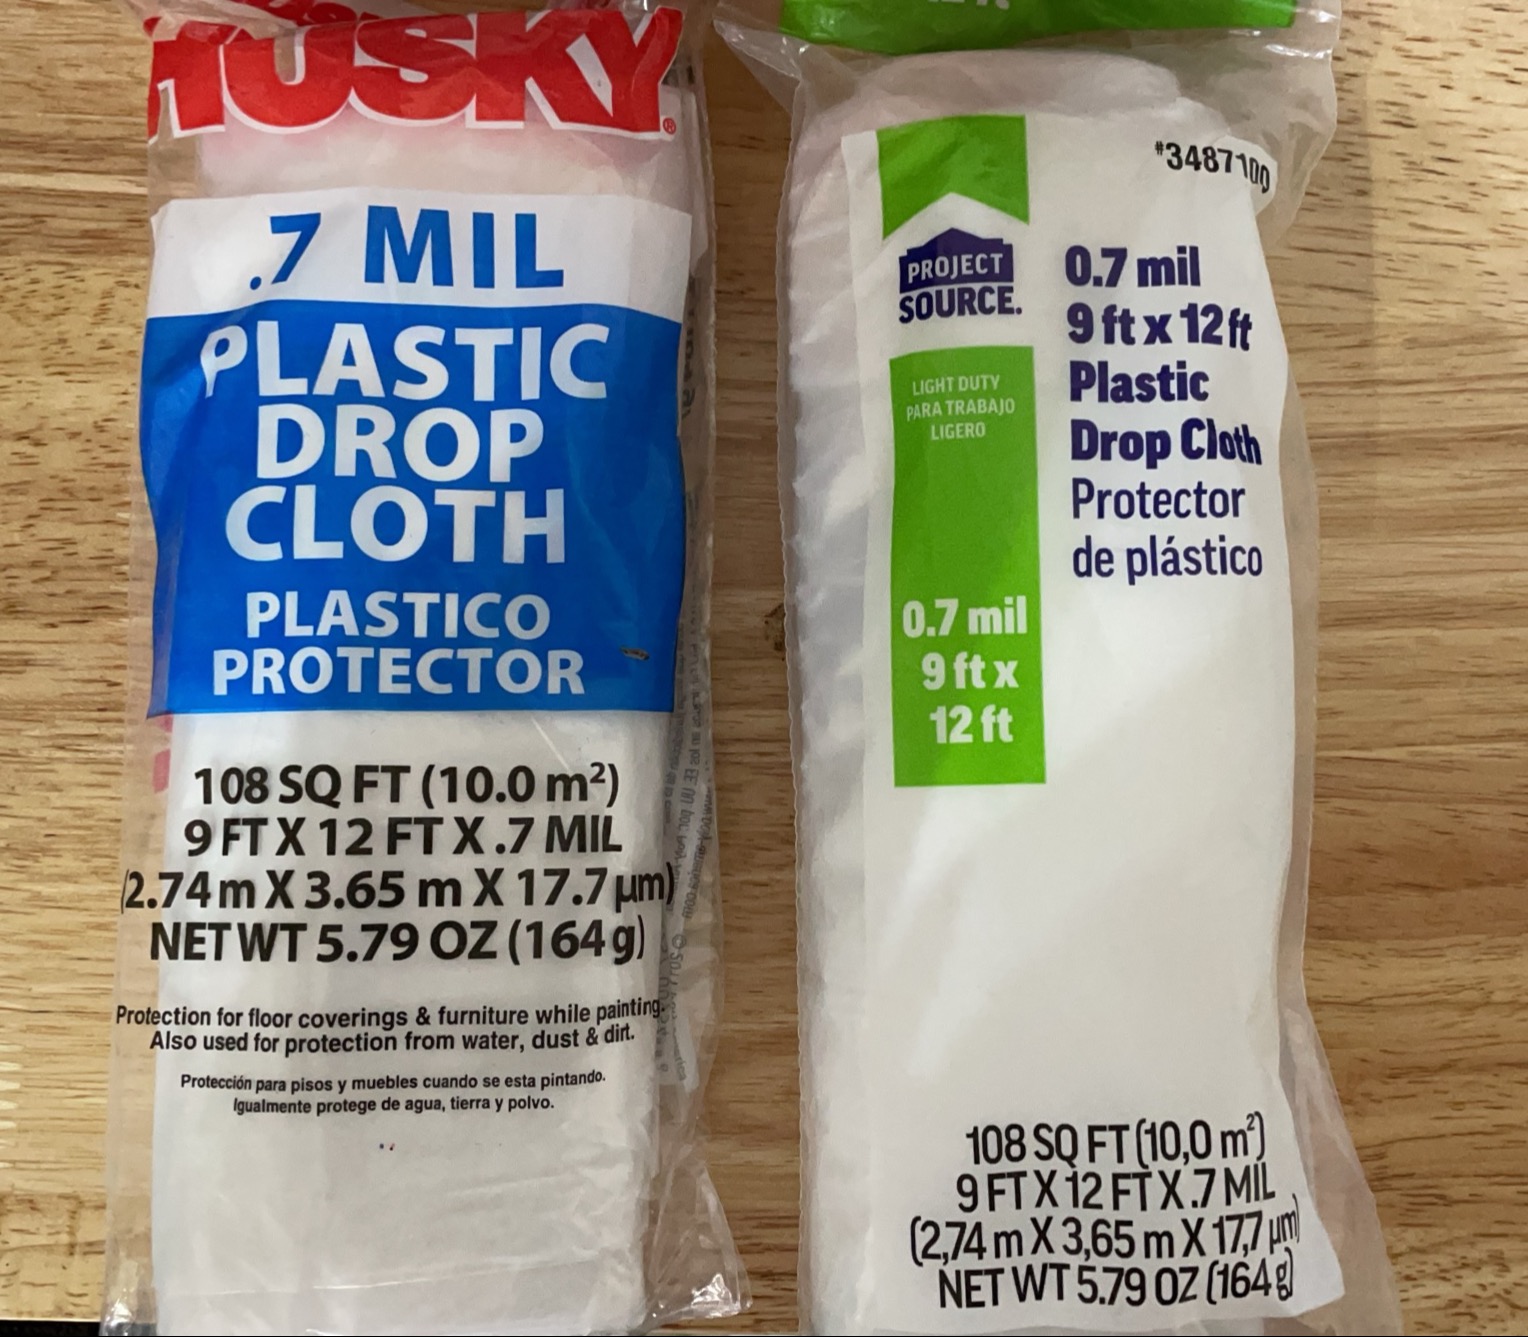 HUSKY®
.7 MIL
PLASTIC
DROP
CLOTH
PLASTICO
PROTECTOR
108 SQ FT (10.0 m²)
9 FT X 12 FT X .7 MIL
(2.74 m X 3.65 m X 17.7 µm)
NET WT 5.79 OZ (164 g)
Protection for floor coverings & furniture while painting.
Also used for protection from water, dust & dirt.
Protección para pisos y muebles cuando se esta pintando.
Igualmente protege de agua, tierra y polvo.
#3487100
PROJECT
SOURCE.
LIGHT DUTY
PARA TRABAJO
LIGERO
0.7 mil
9 ft x
12 ft
0.7 mil
9 ft x 12 ft
Plastic
Drop Cloth
Protector
de plástico
108 SQ FT (10,0 m²)
9 FT X 12 FT X .7 MIL
(2,74 m X 3,65 m X 17,7 µm)
NET WT 5.79 OZ (164 g)